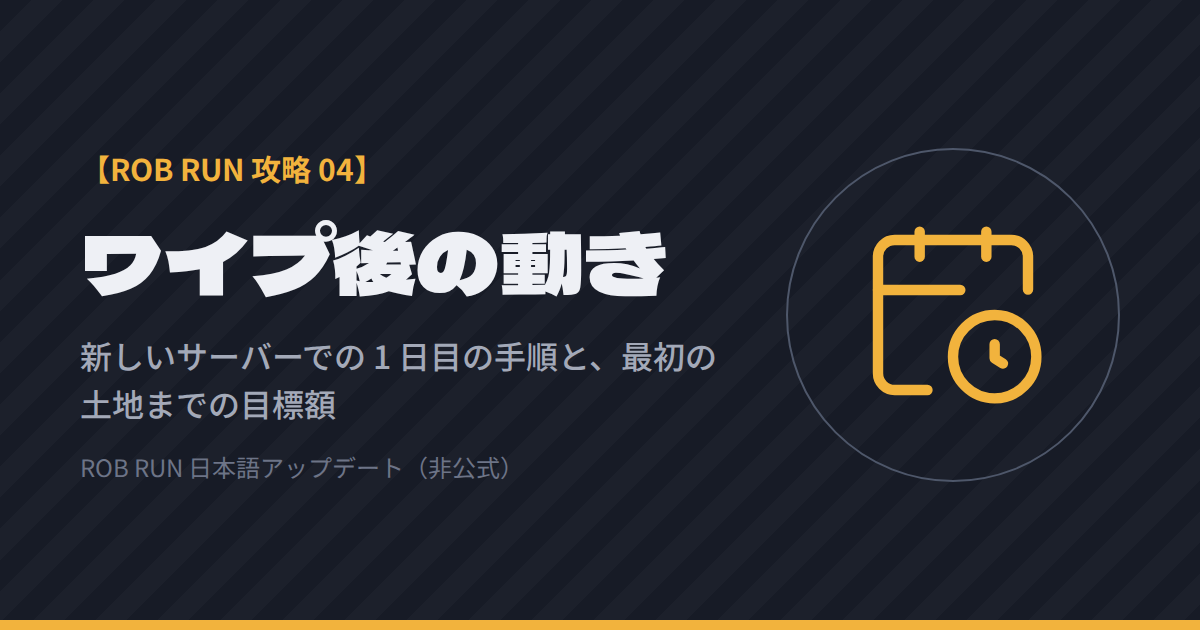 【ROB RUN 攻略 04】
ワイプ後の動き
新しいサーバーでの 1 日目の手順と、最初の
土地までの目標額
ROB RUN 日本語アップデート（非公式）